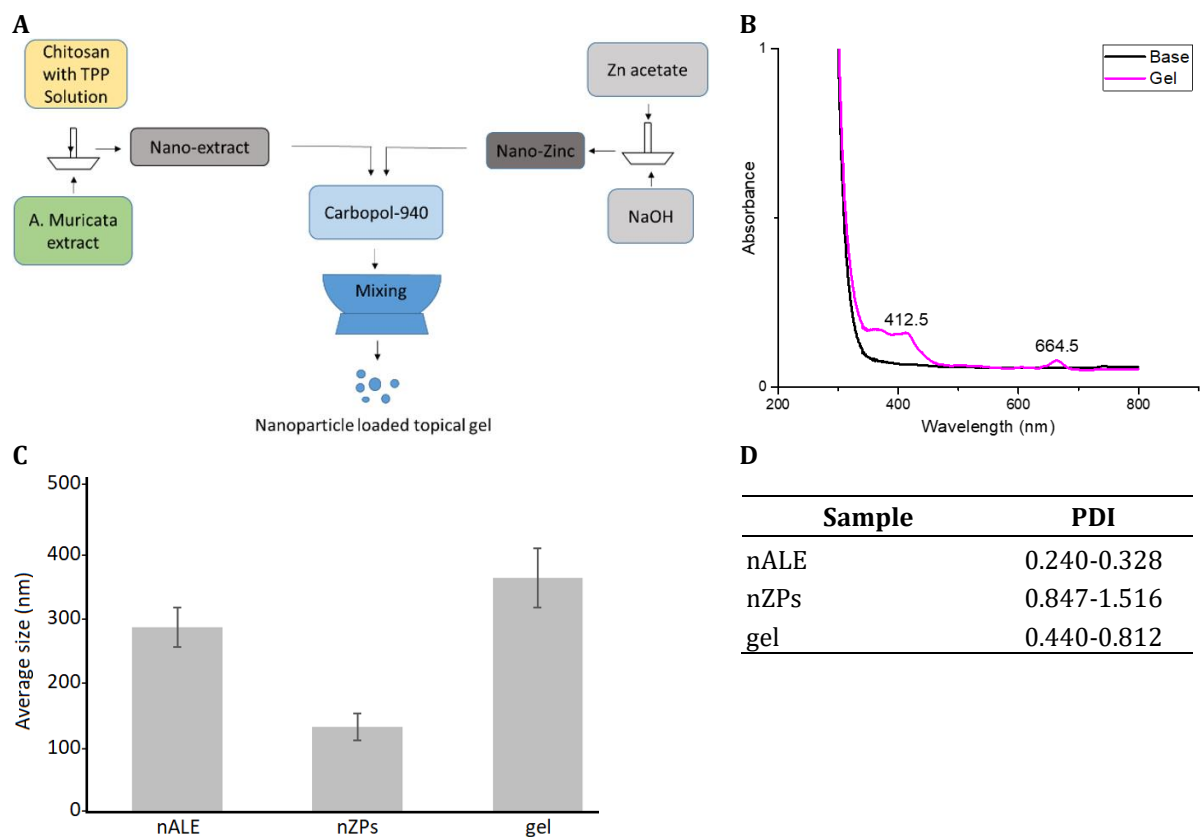 A
Chitosan
with TPP
Solution
Nano-extract
A. Muricata
extract
Zn acetate
Nano-Zinc
NaOH
Carbopol-940
Mixing
Nanoparticle loaded topical gel
B
Base
Gel
1
0
Absorbance
412.5
664.5
200
400
600
800
Wavelength (nm)
C
500
400
300
200
100
0
Average size (nm)
nALE
nZPs
gel
D
Sample PDI
nALE 0.240-0.328
nZPs 0.847-1.516
gel 0.440-0.812